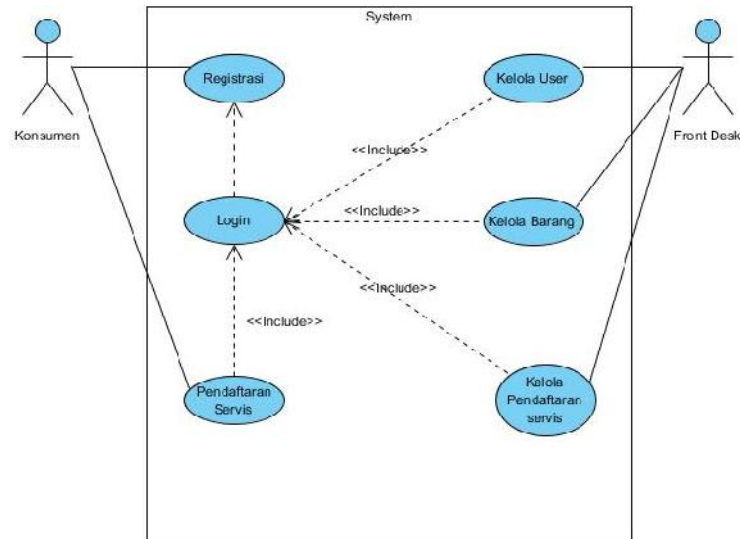 System
Registrasi
Kelola User
Konsumen
Front Desk
<<Include>>
Login
<<Include>>
Kelola Barang
<<Include>>
<<Include>>
Pendaftaran
Servis
Kelola
Pendaftaran
servis